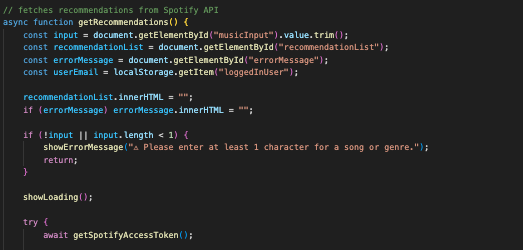 // fetches recommendations from Spotify API
async function getRecommendations() {
const input = document.getElementById("musicInput").value.trim();
const recommendationList = document.getElementById("recommendationList");
const errorMessage = document.getElementById("errorMessage");
const userEmail = localStorage.getItem("loggedInUser");
recommendationList.innerHTML = "";
if (errorMessage) errorMessage.innerHTML = "";
if (!input || input.length < 1) {
showErrorMessage("⚠ Please enter at least 1 character for a song or genre.");
return;
}
showLoading();
try {
await getSpotifyAccessToken();